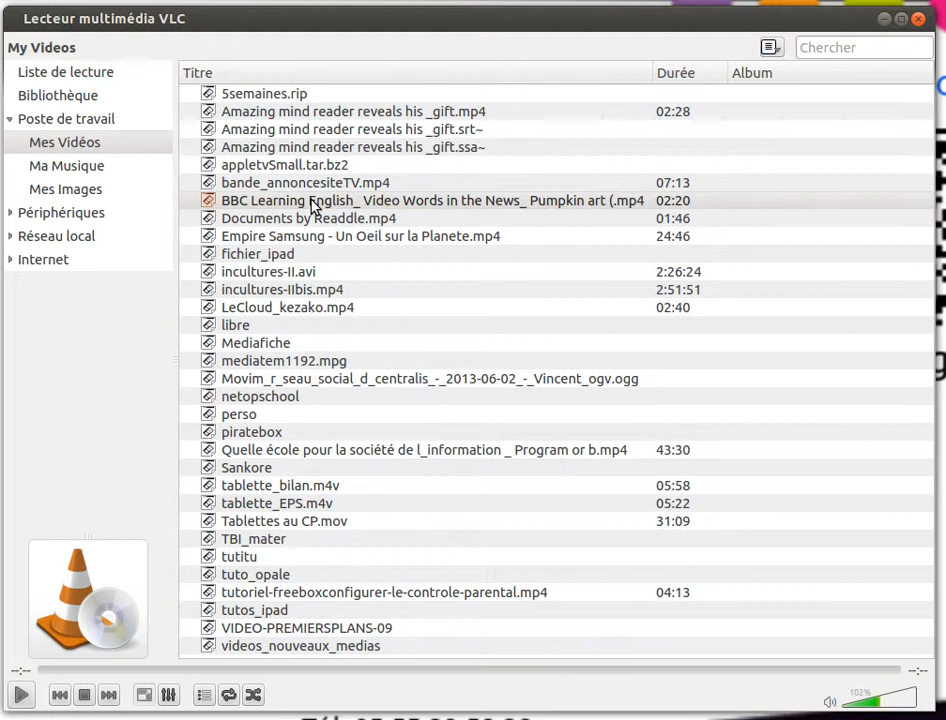 Lecteur multimédia VLC
My Videos
Chercher
Liste de lecture
Bibliothèque
Poste de travail
Mes Vidéos
Ma Musique
Mes Images
Périphériques
Réseau local
Internet
Titre Durée Album
5semaines.rip
Amazing mind reader reveals his _gift.mp4 02:28
Amazing mind reader reveals his _gift.srt~
Amazing mind reader reveals his _gift.ssa~
appletvSmall.tar.bz2
bande_annoncesiteTV.mp4 07:13
BBC Learning English_ Video Words in the News_ Pumpkin art (.mp4 02:20
Documents by Readdle.mp4 01:46
Empire Samsung - Un Oeil sur la Planete.mp4 24:46
fichier_ipad
incultures-II.avi 2:26:24
incultures-IIbis.mp4 2:51:51
LeCloud_kezako.mp4 02:40
libre
Mediafiche
mediatem1192.mpg
Movim_r_seau_social_d_centralis_-_2013-06-02_-_Vincent_ogv.ogg
netopschool
perso
piratebox
Quelle école pour la société de l_information _ Program or b.mp4 43:30
Sankore
tablette_bilan.m4v 05:58
tablette_EPS.m4v 05:22
Tablettes au CP.mov 31:09
TBI_mater
tutitu
tuto_opale
tutoriel-freeboxconfigurer-le-controle-parental.mp4 04:13
tutos_ipad
VIDEO-PREMIERSPLANS-09
videos_nouveaux_medias
--:-- --:--
102%